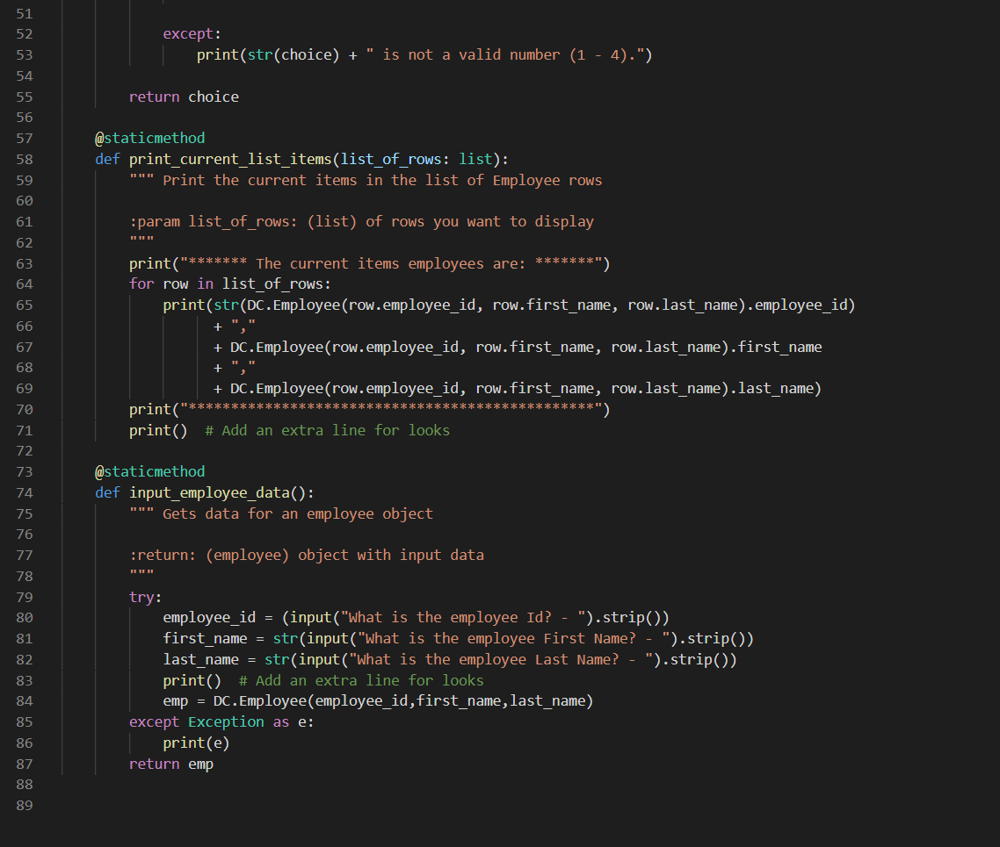 51
52 except:
53 print(str(choice) + " is not a valid number (1 - 4).")
54
55 return choice
56
57 @staticmethod
58 def print_current_list_items(list_of_rows: list):
59 """ Print the current items in the list of Employee rows
60
61 :param list_of_rows: (list) of rows you want to display
62 """
63 print("******* The current items employees are: *******")
64 for row in list_of_rows:
65 print(str(DC.Employee(row.employee_id, row.first_name, row.last_name).employee_id)
66 + ","
67 + DC.Employee(row.employee_id, row.first_name, row.last_name).first_name
68 + ","
69 + DC.Employee(row.employee_id, row.first_name, row.last_name).last_name)
70 print("************************************************")
71 print()  # Add an extra line for looks
72
73 @staticmethod
74 def input_employee_data():
75 """ Gets data for an employee object
76
77 :return: (employee) object with input data
78 """
79 try:
80 employee_id = (input("What is the employee Id? - ").strip())
81 first_name = str(input("What is the employee First Name? - ").strip())
82 last_name = str(input("What is the employee Last Name? - ").strip())
83 print()  # Add an extra line for looks
84 emp = DC.Employee(employee_id,first_name,last_name)
85 except Exception as e:
86 print(e)
87 return emp
88
89